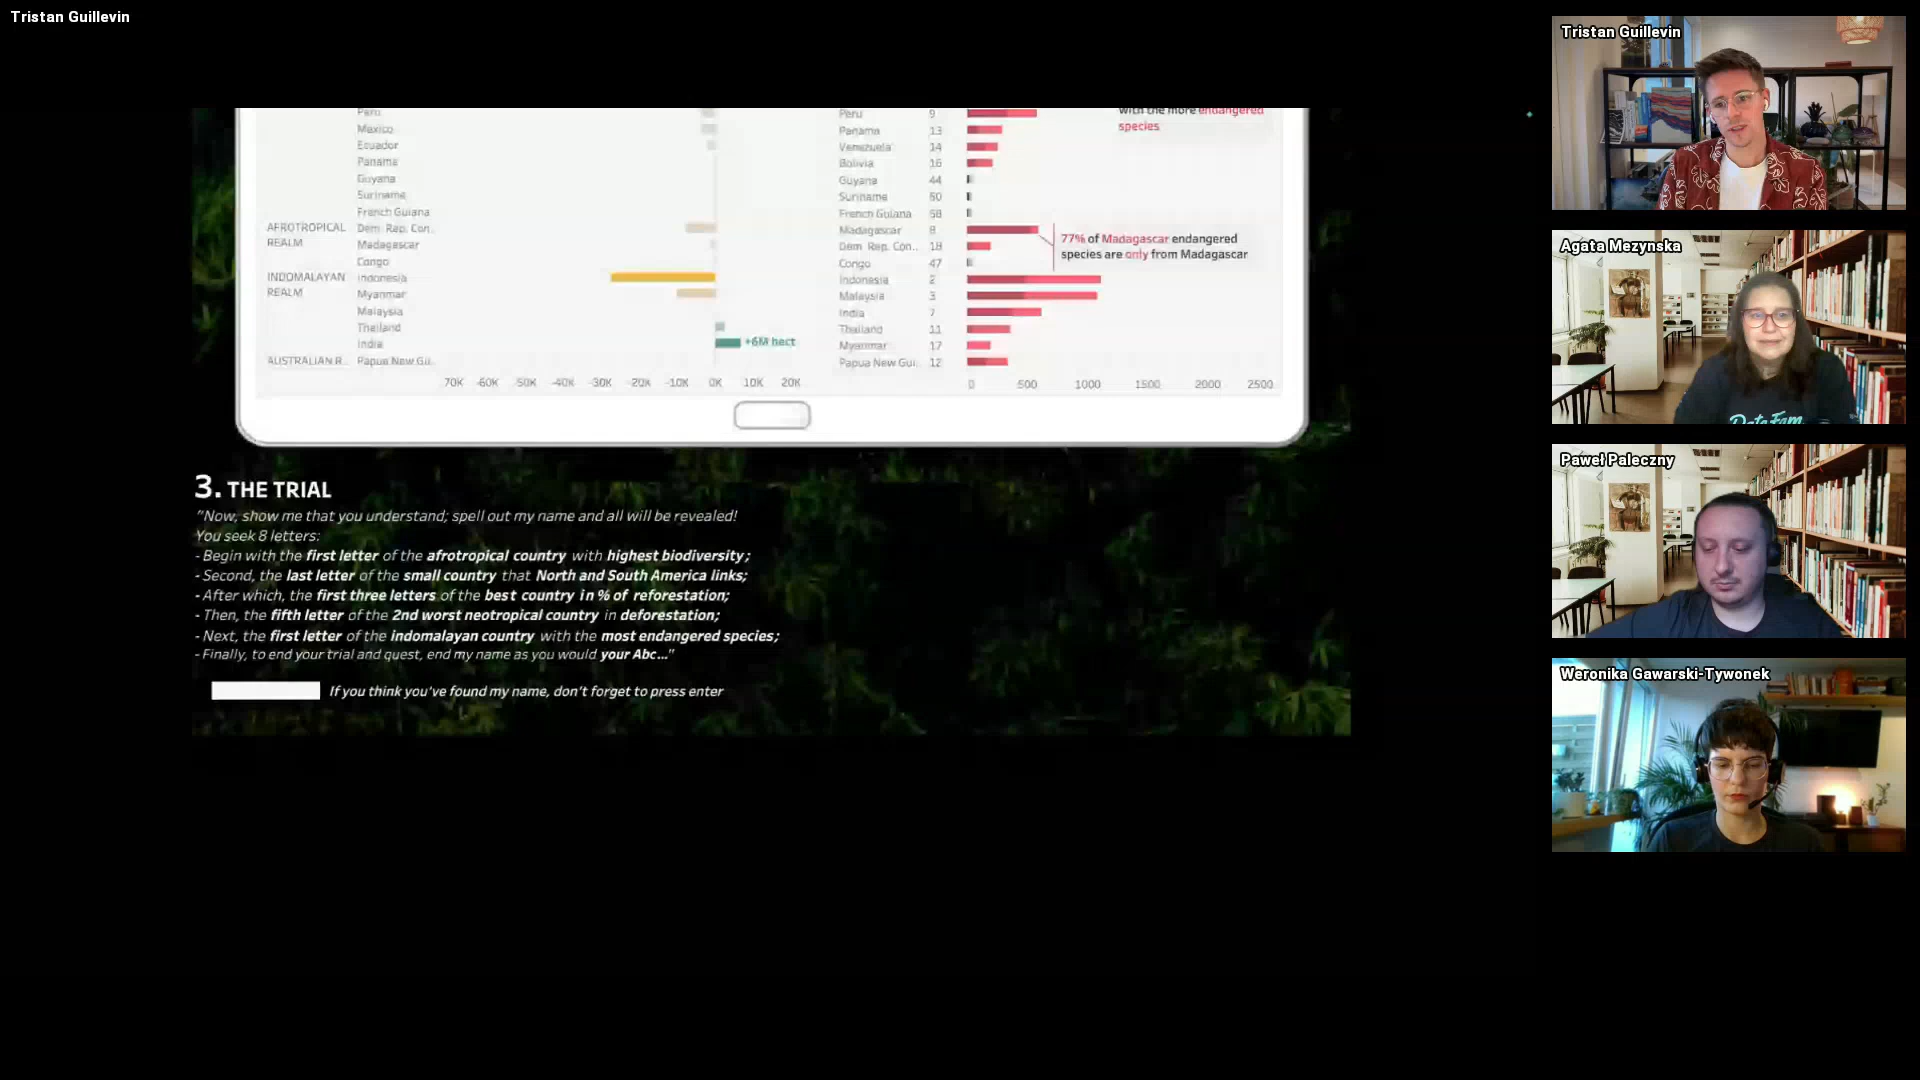 Tristan Guillevin
Peru
Mexico
Ecuador
Panama
Guyana
Suriname
French Guiana
AFROTROPICAL REALM
Dem. Rep. Con..
Madagascar
Congo
INDOMALAYAN REALM
Indonesia
Myanmar
Malaysia
Thailand
India
+6M hect
AUSTRALIAN R..
Papua New Gu..
70K -60K -50K -40K -30K -20K -10K 0K 10K 20K
Peru 9
Panama 13
Venezuela 14
Bolivia 16
Guyana 44
Suriname 50
French Guiana 58
Madagascar 8
Dem. Rep. Con.. 18
Congo 47
Indonesia 2
Malaysia 3
India 7
Thailand 11
Myanmar 17
Papua New Gui.. 12
0 500 1000 1500 2000 2500
with the more endangered
species
77% of Madagascar endangered
species are only from Madagascar
3. THE TRIAL
"Now, show me that you understand; spell out my name and all will be revealed!
You seek 8 letters:
- Begin with the first letter of the afrotropical country with highest biodiversity;
- Second, the last letter of the small country that North and South America links;
- After which, the first three letters of the best country in % of reforestation;
- Then, the fifth letter of the 2nd worst neotropical country in deforestation;
- Next, the first letter of the indomalayan country with the most endangered species;
- Finally, to end your trial and quest, end my name as you would your Abc..."
If you think you've found my name, don't forget to press enter
Tristan Guillevin
Agata Mezynska
Data Fam
Paweł Paleczny
Weronika Gawarski-Tywonek